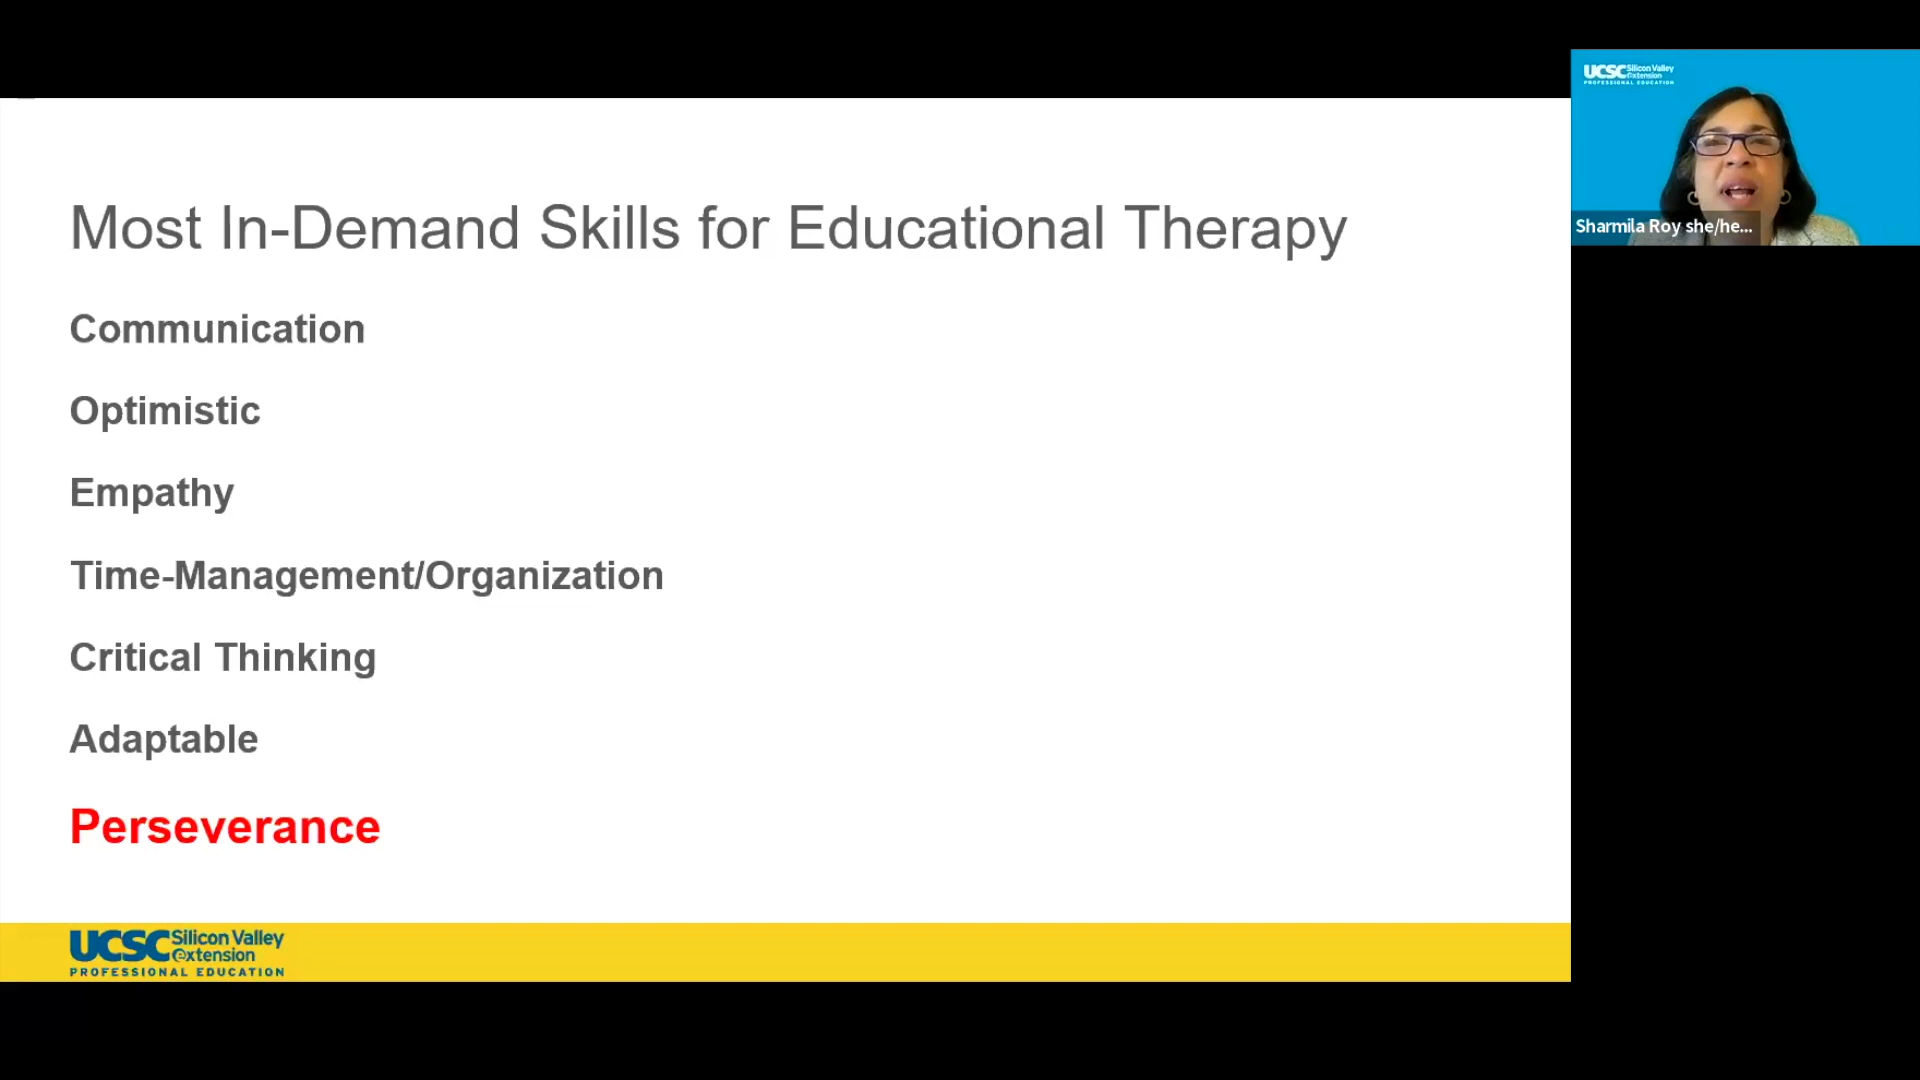 Most In-Demand Skills for Educational Therapy
Communication
Optimistic
Empathy
Time-Management/Organization
Critical Thinking
Adaptable
Perseverance
UCSC Silicon Valley
extension
PROFESSIONAL EDUCATION
UCSC Silicon Valley
extension
PROFESSIONAL EDUCATION
Sharmila Roy she/he...